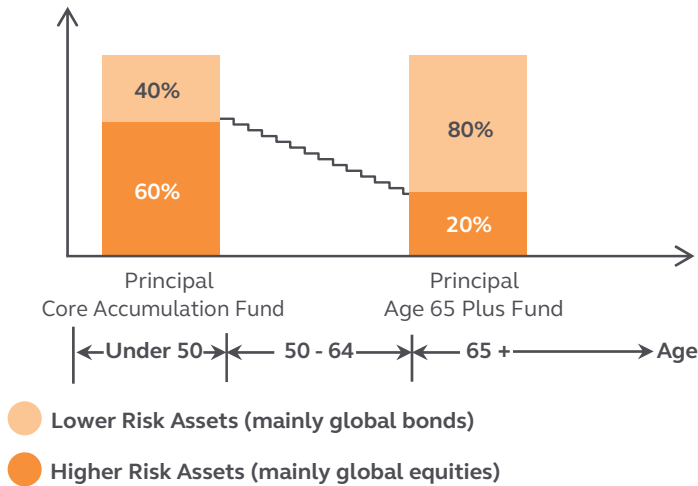 40%
60%
80%
20%
Principal
Core Accumulation Fund
Principal
Age 65 Plus Fund
Under 50
50 - 64
65 +
Age
Lower Risk Assets (mainly global bonds)
Higher Risk Assets (mainly global equities)